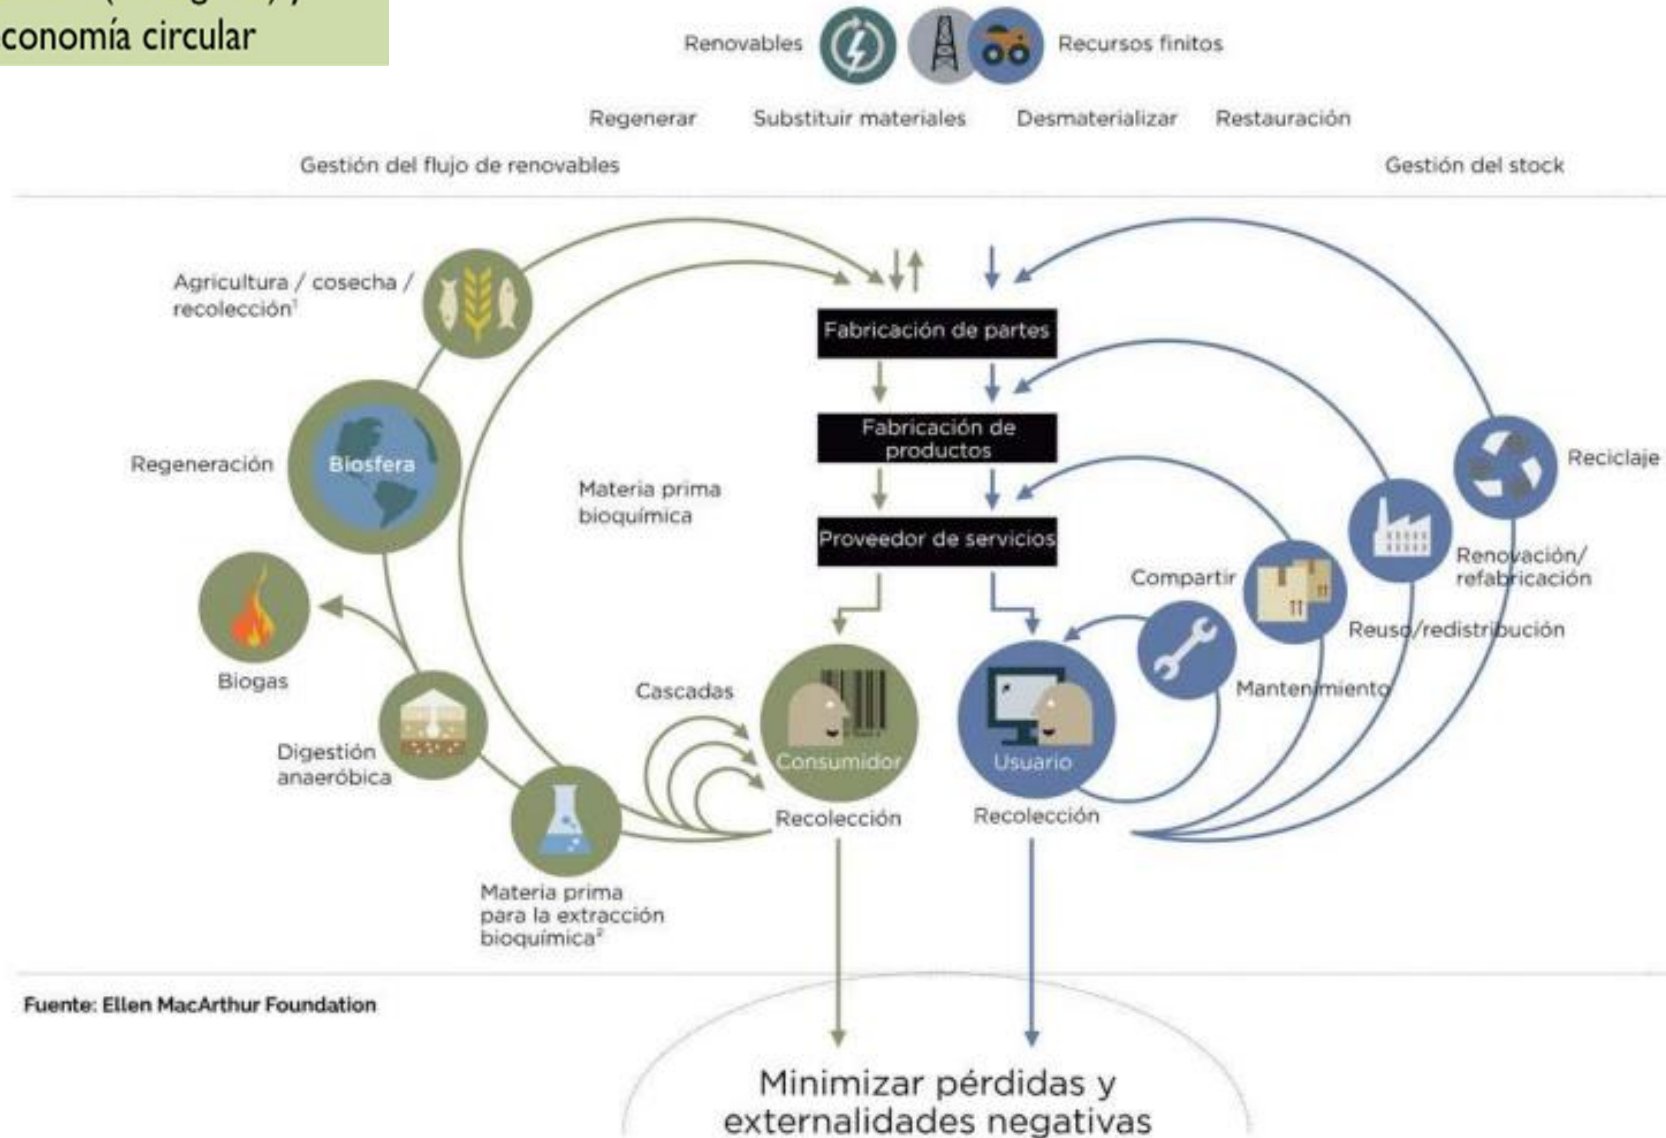 conomía circular
Renovables
Recursos finitos
Regenerar
Substituir materiales
Desmaterializar
Restauración
Gestión del flujo de renovables
Gestión del stock
Agricultura / cosecha /
recolección¹
Regeneración
Biosfera
Biogas
Digestión
anaeróbica
Materia prima
para la extracción
bioquímica²
Materia prima
bioquímica
Cascadas
Fabricación de partes
Fabricación de
productos
Proveedor de servicios
Consumidor
Recolección
Usuario
Recolección
Compartir
Mantenimiento
Reuso/redistribución
Renovación/
refabricación
Reciclaje
Fuente: Ellen MacArthur Foundation
Minimizar pérdidas y
externalidades negativas